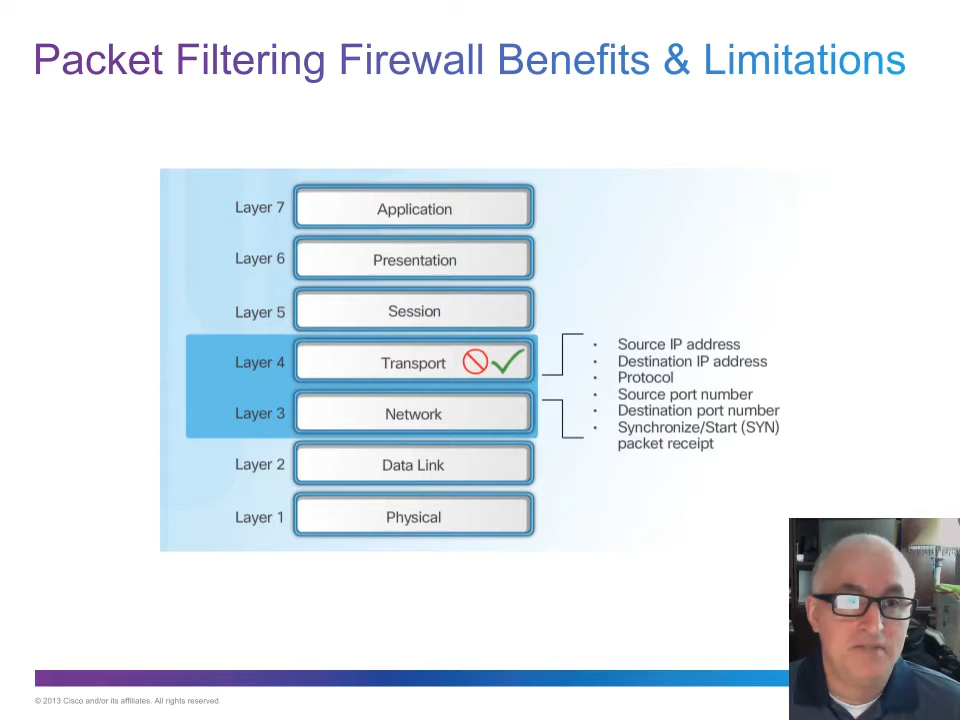 Packet Filtering Firewall Benefits & Limitations
Layer 7 Application
Layer 6 Presentation
Layer 5 Session
Layer 4 Transport
Layer 3 Network
Layer 2 Data Link
Layer 1 Physical
• Source IP address
• Destination IP address
• Protocol
• Source port number
• Destination port number
• Synchronize/Start (SYN)
packet receipt
© 2013 Cisco and/or its affiliates. All rights reserved.